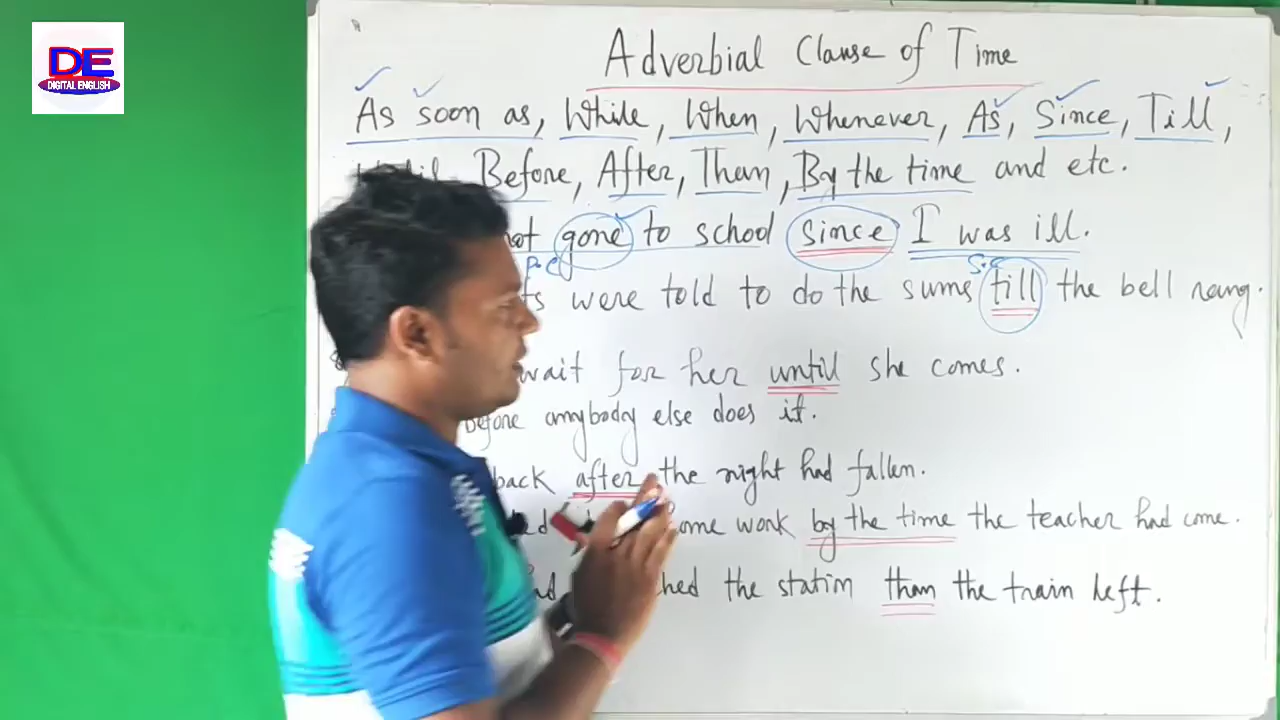 DE
DIGITAL ENGLISH
Adverbial Clause of Time
As soon as, While, When, Whenever, As, Since, Till,
Before, After, Than, By the time and etc.
not gone to school since I was ill.
P.C S.C
were told to do the sums till the bell rang.
wait for her until she comes.
before anybody else does it.
back after the night had fallen.
work by the time the teacher had come.
the station than the train left.